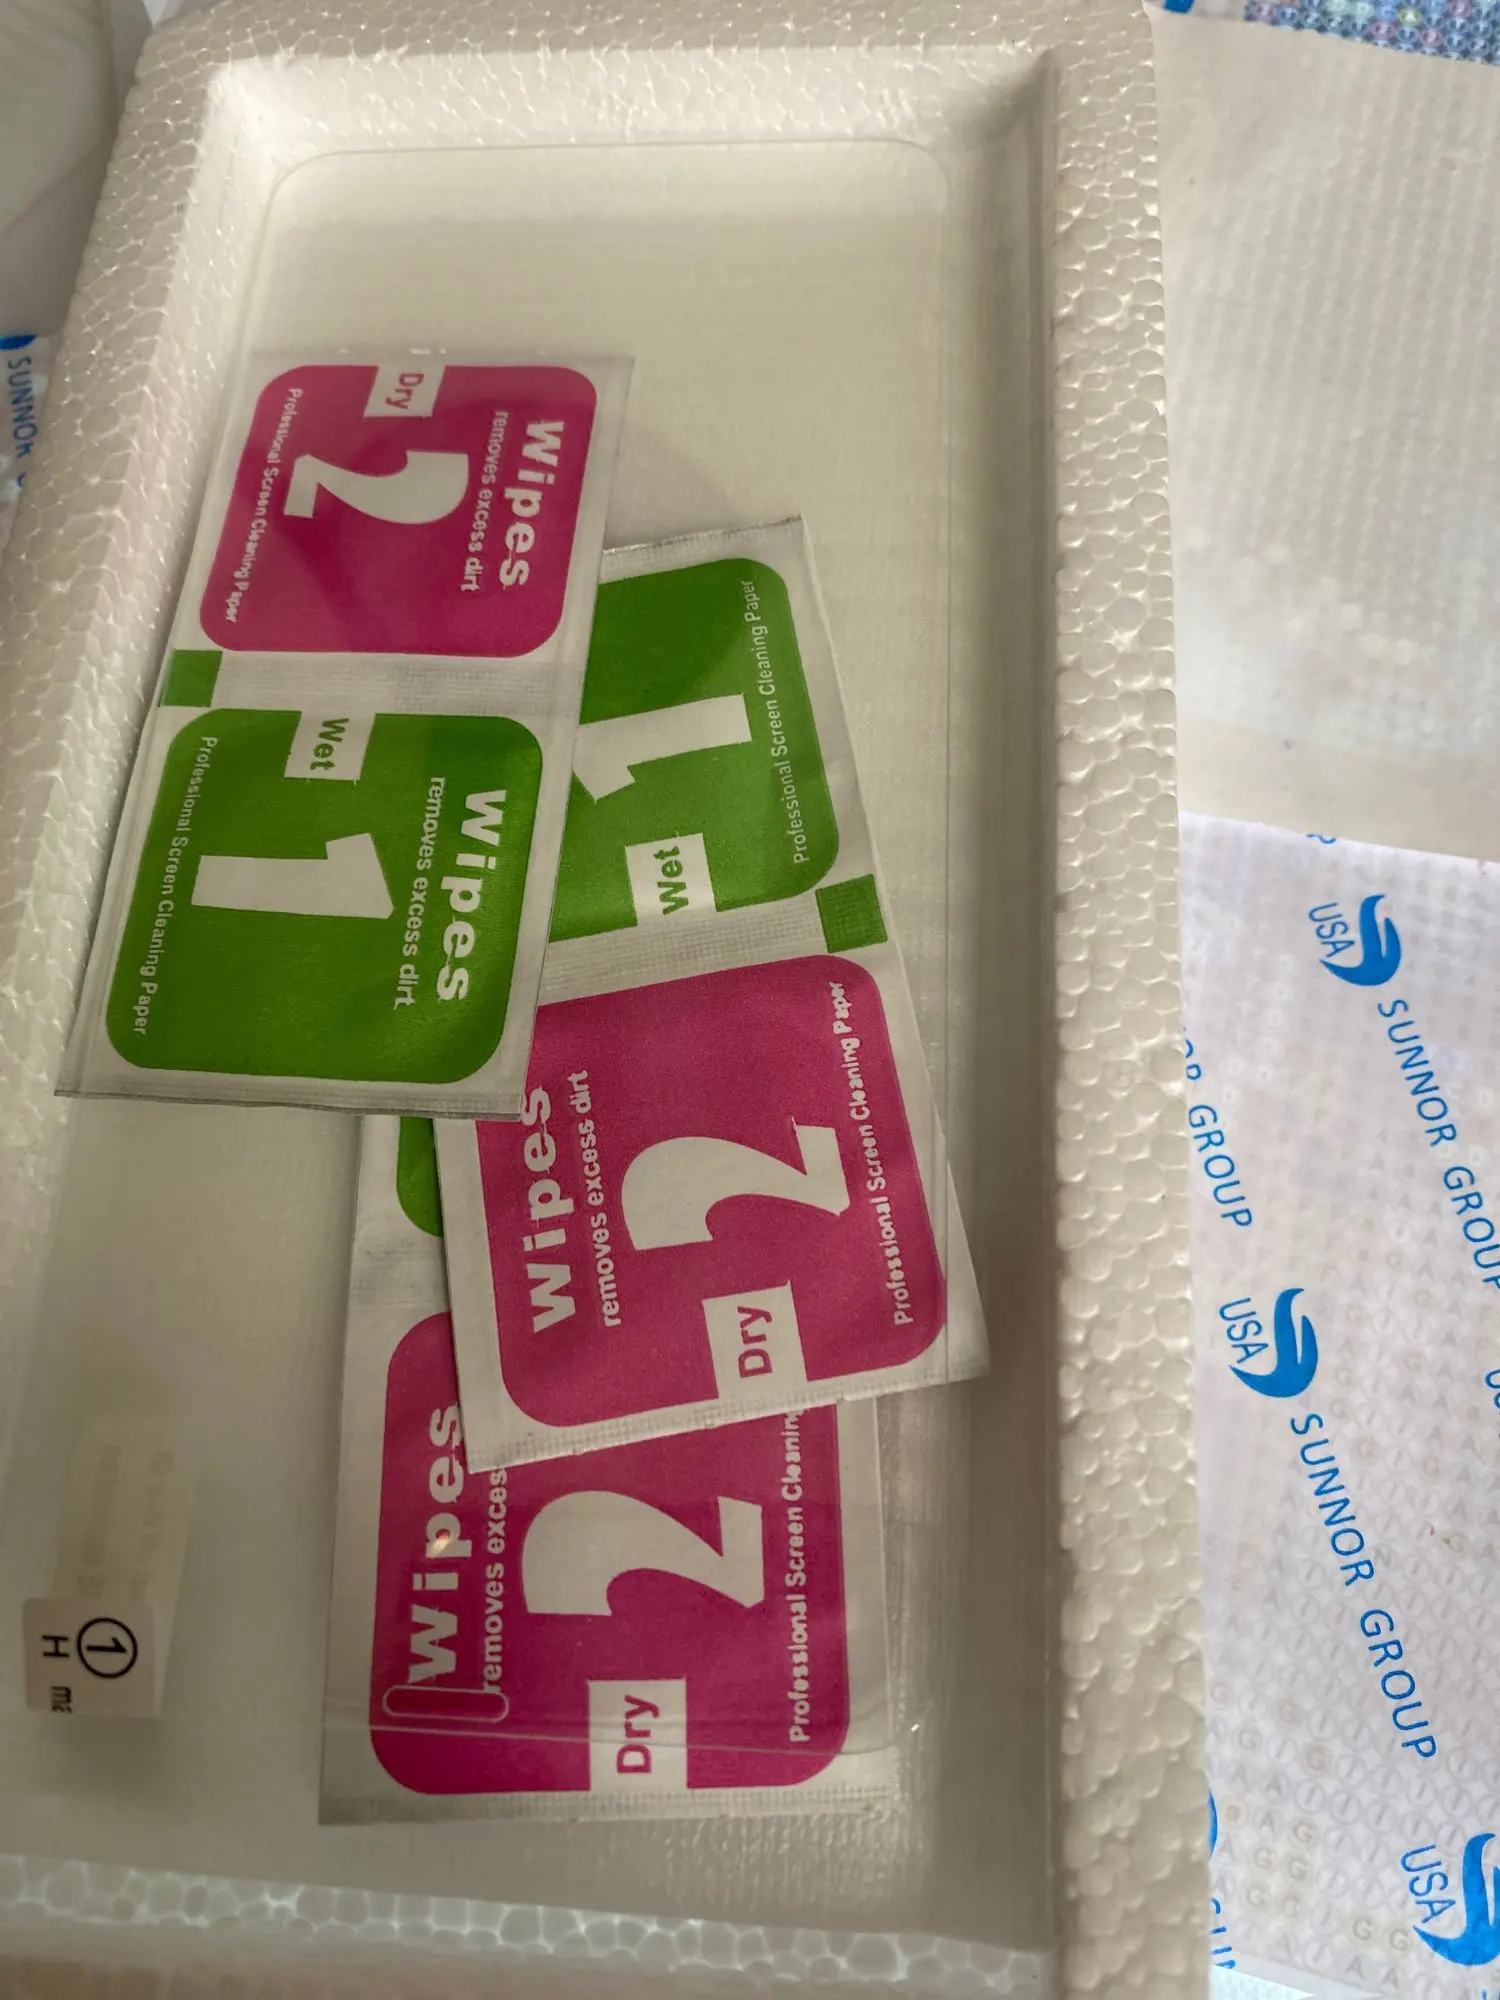 Wipes
removes excess dirt
2
Dry
Professional Screen Cleaning Paper
Wipes
removes excess dirt
1
Wet
Professional Screen Cleaning Paper
1
Wet
Professional Screen Cleaning Paper
Wipes
removes excess dirt
2
Dry
Professional Screen Cleaning Paper
Wipes
removes
2
Dry
Professional Screen Cleaning
1
H
SUNNOR
USA
SUNNOR GROUP
GROUP
USA
SUNNOR GROUP
USA